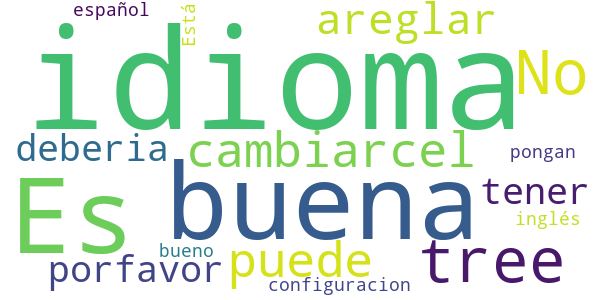 español
Está
areglar
idioma
No
deberia
cambiarcel
pongan
Es
buena
tener
inglés
bueno
puede
tree
porfavor
configuracion